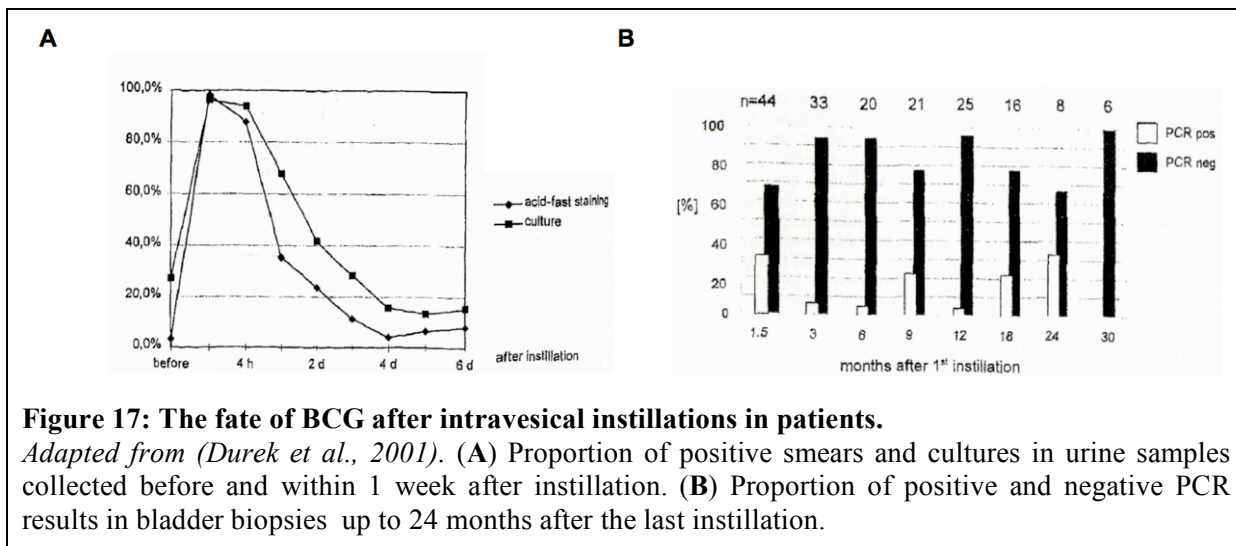 A
B
100,0%
80,0%
60,0%
40,0%
20,0%
0,0%
before
4 h
2 d
4 d
6 d
after instillation
acid-fast staining
culture
n=44 33 20 21 25 16 8 6
100
80
60
40
20
0
[%]
PCR pos
PCR neg
1.5 3 6 9 12 18 24 30
months after 1st instillation
Figure 17: The fate of BCG after intravesical instillations in patients.
Adapted from (Durek et al., 2001). (A) Proportion of positive smears and cultures in urine samples
collected before and within 1 week after instillation. (B) Proportion of positive and negative PCR
results in bladder biopsies up to 24 months after the last instillation.